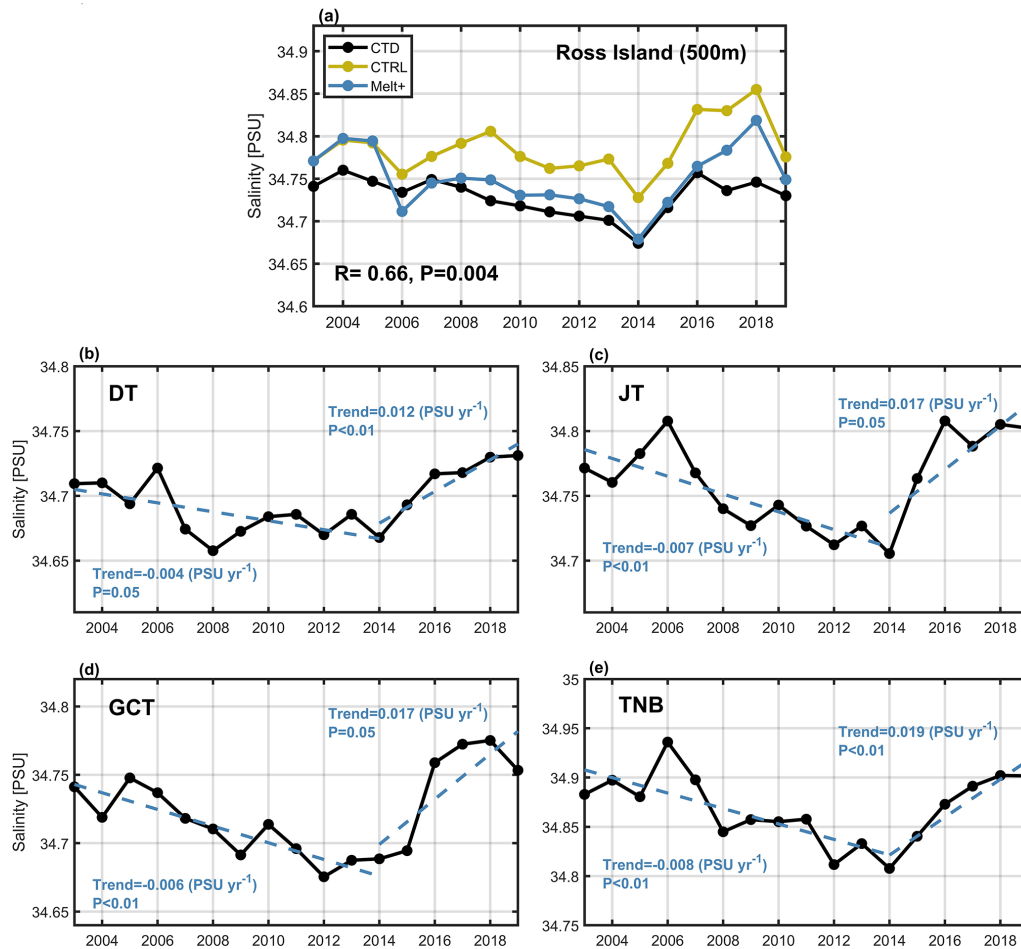 (a)
Ross Island (500m)
CTD
CTRL
Melt+
Salinity [PSU]
34.9
34.85
34.8
34.75
34.7
34.65
34.6
R= 0.66, P=0.004
2004 2006 2008 2010 2012 2014 2016 2018
(b)
DT
Salinity [PSU]
34.8
34.75
34.7
34.65
Trend=0.012 (PSU yr⁻¹)
P<0.01
Trend=-0.004 (PSU yr⁻¹)
P=0.05
2004 2006 2008 2010 2012 2014 2016 2018
(c)
JT
34.85
34.8
34.75
34.7
Trend=0.017 (PSU yr⁻¹)
P=0.05
Trend=-0.007 (PSU yr⁻¹)
P<0.01
2004 2006 2008 2010 2012 2014 2016 2018
(d)
GCT
Salinity [PSU]
34.8
34.75
34.7
34.65
Trend=0.017 (PSU yr⁻¹)
P=0.05
Trend=-0.006 (PSU yr⁻¹)
P<0.01
2004 2006 2008 2010 2012 2014 2016 2018
(e)
TNB
35
34.95
34.9
34.85
34.8
34.75
Trend=0.019 (PSU yr⁻¹)
P<0.01
Trend=-0.008 (PSU yr⁻¹)
P<0.01
2004 2006 2008 2010 2012 2014 2016 2018